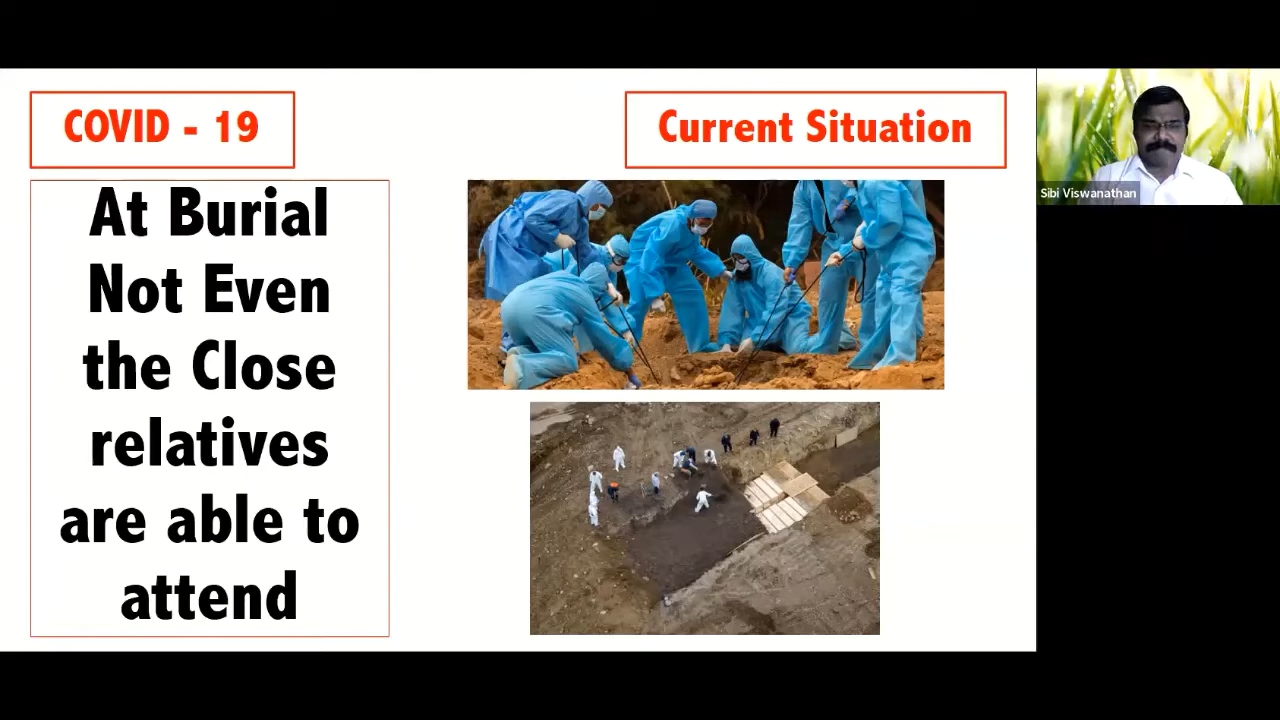 COVID - 19
Current Situation
At Burial
Not Even
the Close
relatives
are able to
attend
Sibi Viswanathan